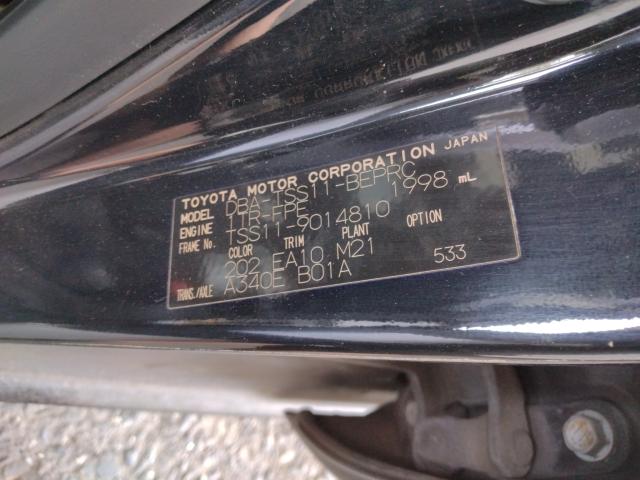 TOYOTA MOTOR CORPORATION JAPAN
MODEL DBA-TSS11-BEPRC
ENGINE 1TR-FPE 1998 mL
FRAME No. TSS11-9014810
COLOR TRIM PLANT OPTION
202 EA10 M21 533
TRANS./AXLE A340E B01A